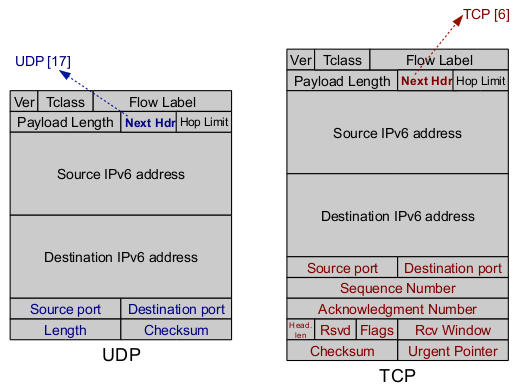 UDP [17]
Ver Tclass Flow Label
Payload Length Next Hdr Hop Limit
Source IPv6 address
Destination IPv6 address
Source port Destination port
Length Checksum
UDP
TCP [6]
Ver Tclass Flow Label
Payload Length Next Hdr Hop Limit
Source IPv6 address
Destination IPv6 address
Source port Destination port
Sequence Number
Acknowledgment Number
Head. len Rsvd Flags Rcv Window
Checksum Urgent Pointer
TCP